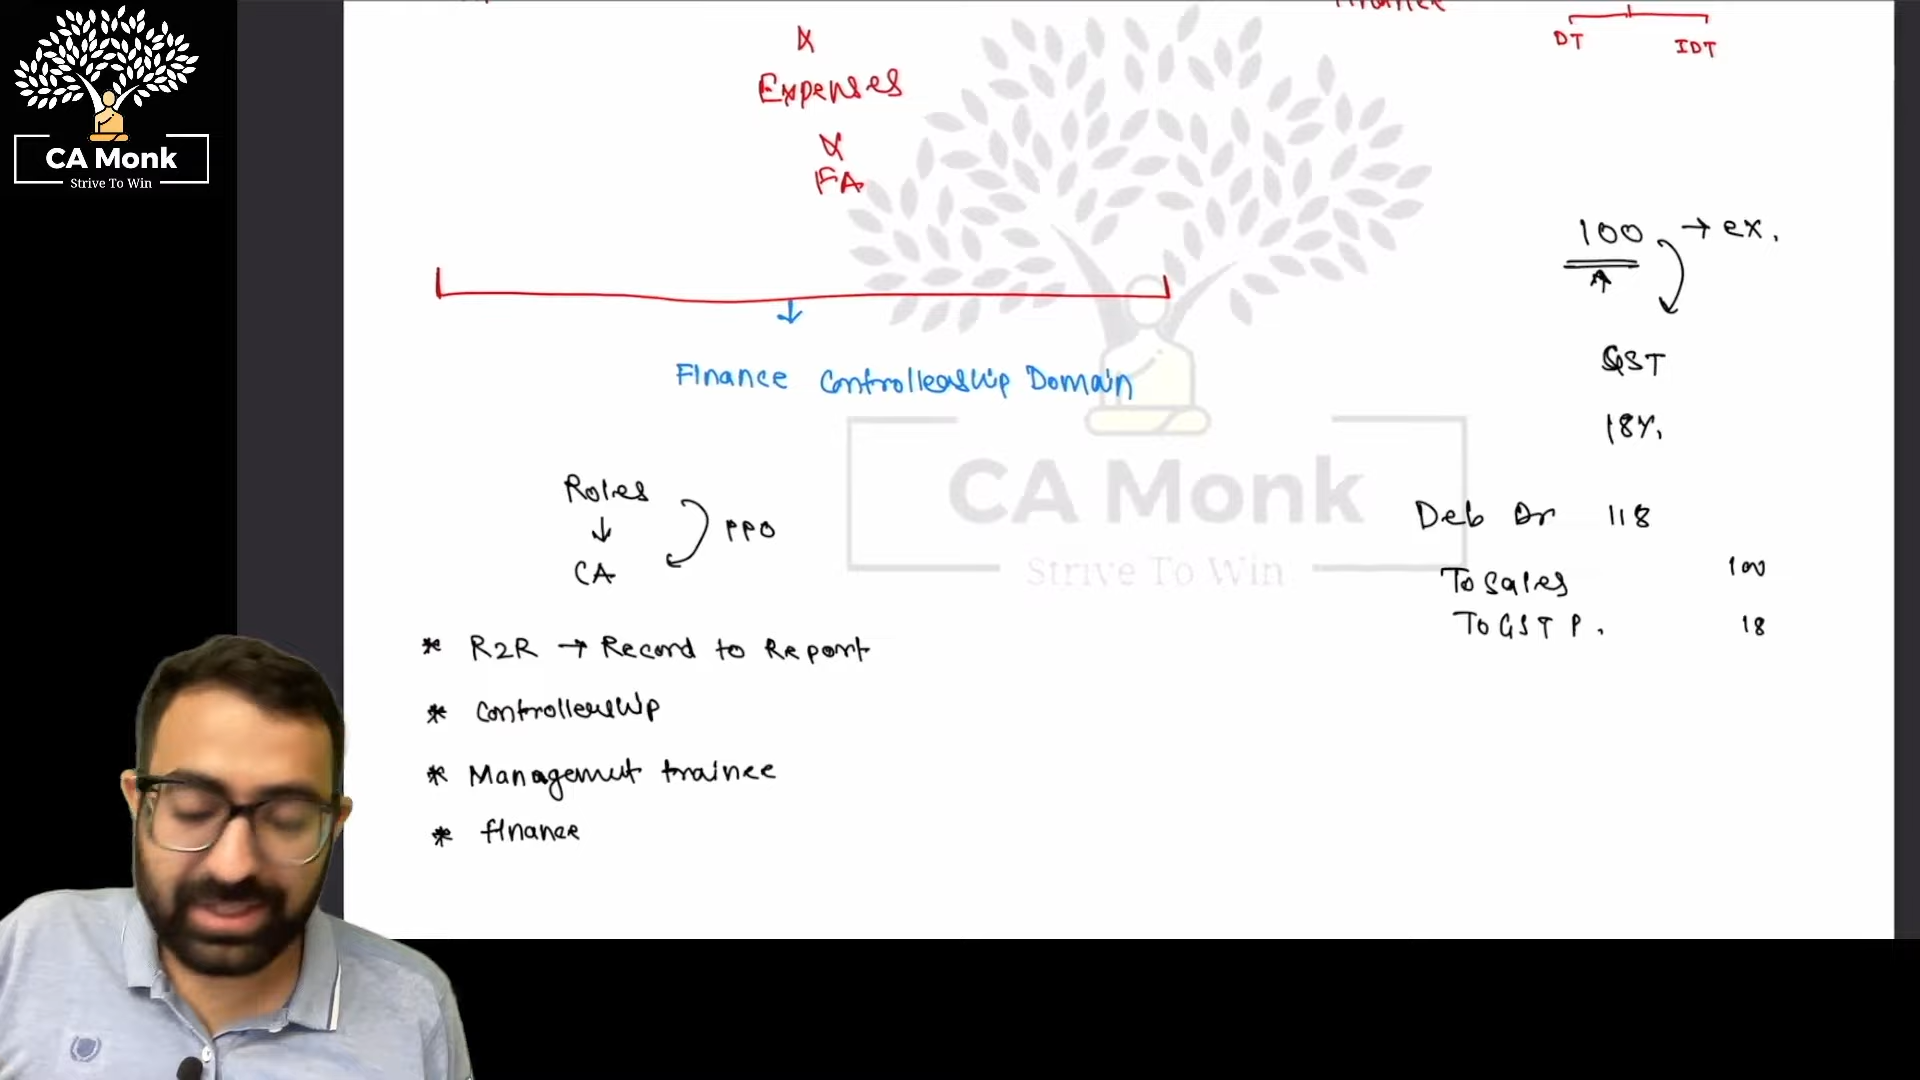 CA Monk
Strive To Win
Finance
DT
IDT
&
Expenses
&
FA
100 → ex.
GST
18%
Finance Controllership Domain
CA Monk
Strive To Win
Roles
PPO
CA
Deb Dr 118
To Sales 100
To GST P. 18
* R2R → Record to Report
* Controllership
* Management trainee
* finance